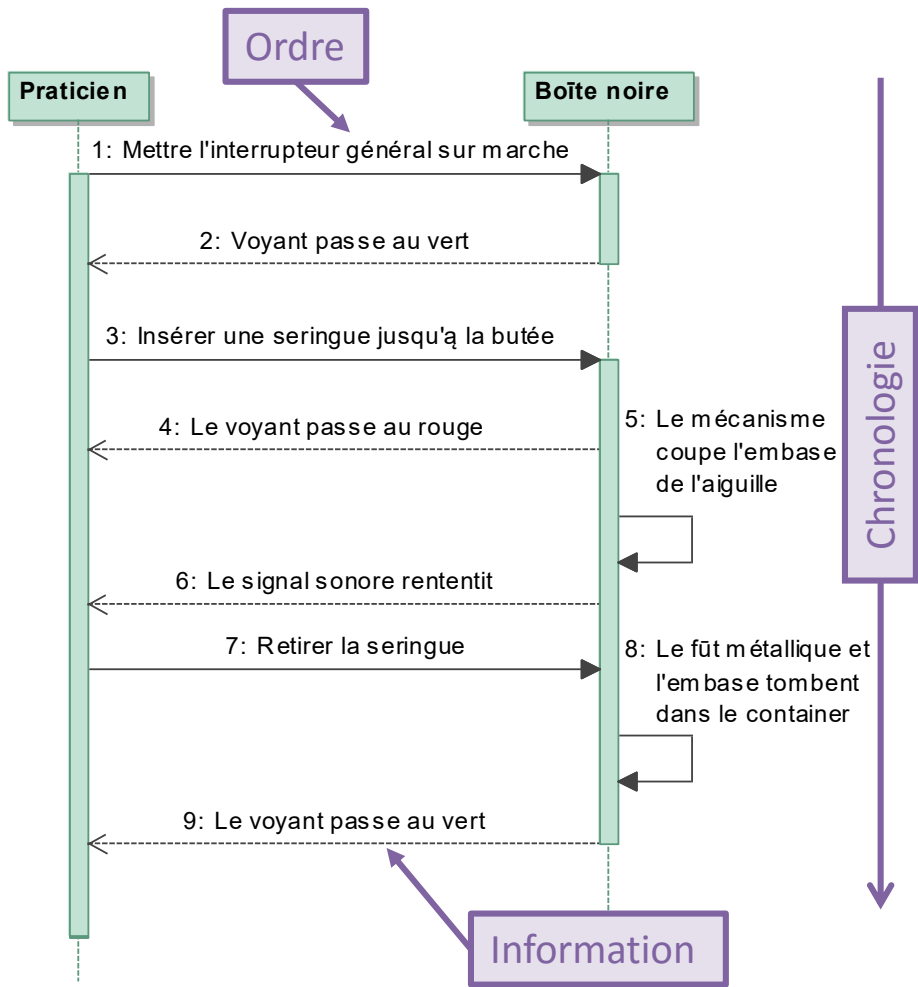 Ordre
Praticien
Boīte noire
1: Mettre l'interrupteur général sur marche
2: Voyant passe au vert
3: Insérer une seringue jusqu'ą la butée
4: Le voyant passe au rouge
5: Le mécanisme
coupe l'embase
de l'aiguille
Chronologie
6: Le signal sonore rententit
7: Retirer la seringue
8: Le fūt métallique et
l'embase tombent
dans le container
9: Le voyant passe au vert
Information